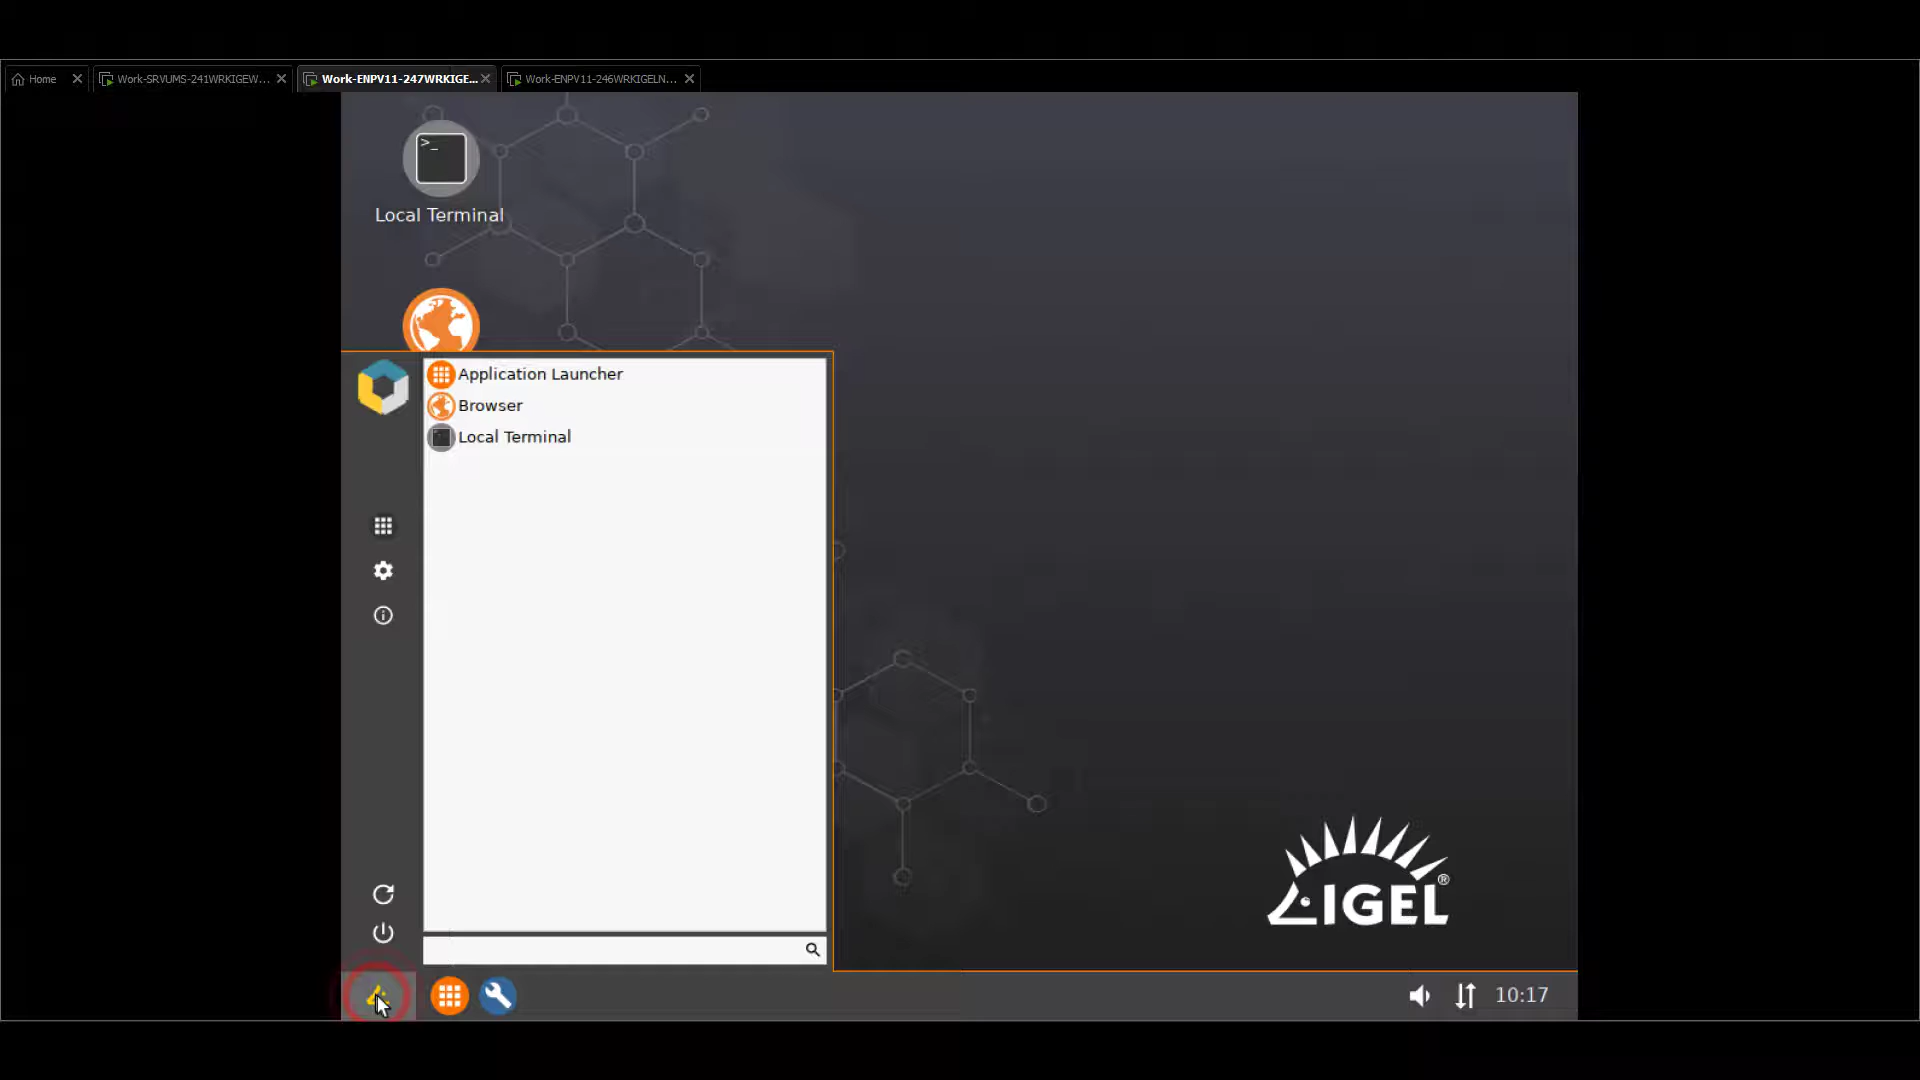 Home
Work-SRVUMS-241WRKIGEW...
Work-ENPV11-247WRKIGE...
Work-ENPV11-246WRKIGELN...
>_
Local Terminal
Application Launcher
Browser
Local Terminal
IGEL®
10:17